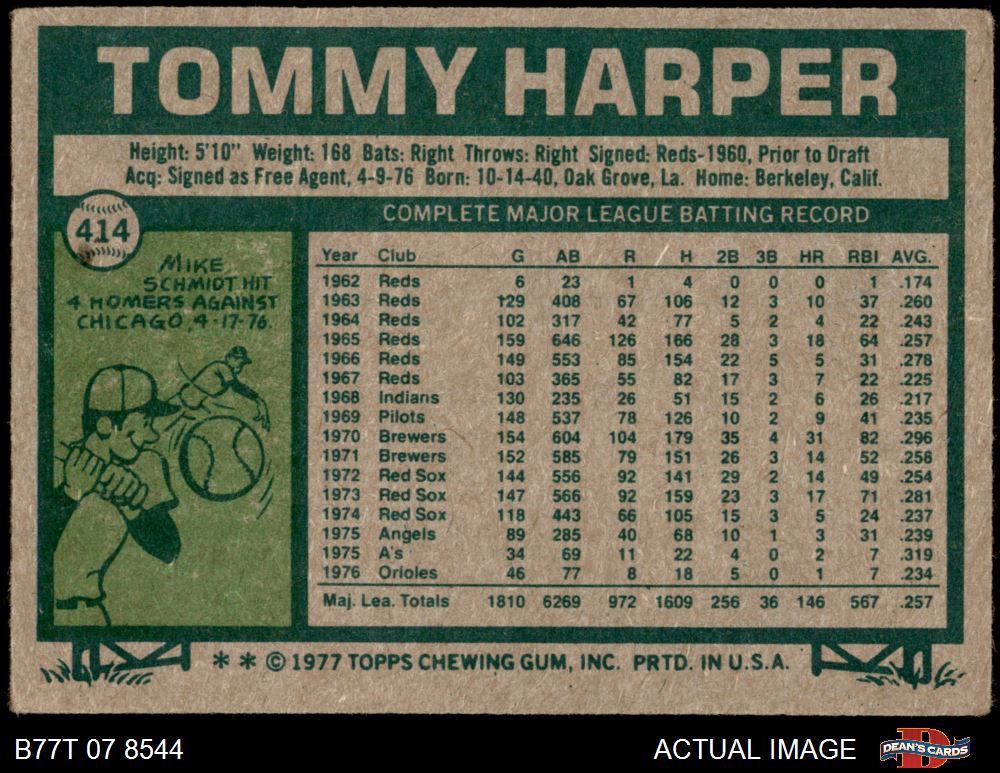 TOMMY HARPER
Height: 5'10" Weight: 168 Bats: Right Throws: Right Signed: Reds-1960, Prior to Draft
Acq: Signed as Free Agent, 4-9-76 Born: 10-14-40, Oak Grove, La. Home: Berkeley, Calif.
414
MIKE
SCHMIDT HIT
4 HOMERS AGAINST
CHICAGO, 4-17-76.
COMPLETE MAJOR LEAGUE BATTING RECORD
Year Club G AB R H 2B 3B HR RBI AVG.
1962 Reds 6 23 1 4 0 0 0 1 .174
1963 Reds 129 408 67 106 12 3 10 37 .260
1964 Reds 102 317 42 77 5 2 4 22 .243
1965 Reds 159 646 126 166 28 3 18 64 .257
1966 Reds 149 553 85 154 22 5 5 31 .278
1967 Reds 103 365 55 82 17 3 7 22 .225
1968 Indians 130 235 26 51 15 2 6 26 .217
1969 Pilots 148 537 78 126 10 2 9 41 .235
1970 Brewers 154 604 104 179 35 4 31 82 .296
1971 Brewers 152 585 79 151 26 3 14 52 .258
1972 Red Sox 144 556 92 141 29 2 14 49 .254
1973 Red Sox 147 566 92 159 23 3 17 71 .281
1974 Red Sox 118 443 66 105 15 3 5 24 .237
1975 Angels 89 285 40 68 10 1 3 31 .239
1975 A's 34 69 11 22 4 0 2 7 .319
1976 Orioles 46 77 8 18 5 0 1 7 .234
Maj. Lea. Totals 1810 6269 972 1609 256 36 146 567 .257
* * © 1977 TOPPS CHEWING GUM, INC. PRTD. IN U.S.A.
B77T 07 8544
ACTUAL IMAGE
D
DEAN'S CARDS